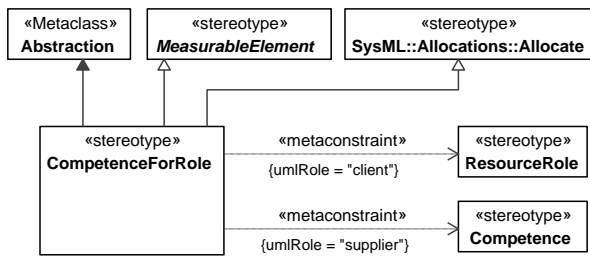 «Metaclass»
Abstraction
«stereotype»
MeasurableElement
«stereotype»
SysML::Allocations::Allocate
«stereotype»
CompetenceForRole
«metaconstraint»
{umlRole = "client"}
«stereotype»
ResourceRole
«metaconstraint»
{umlRole = "supplier"}
«stereotype»
Competence